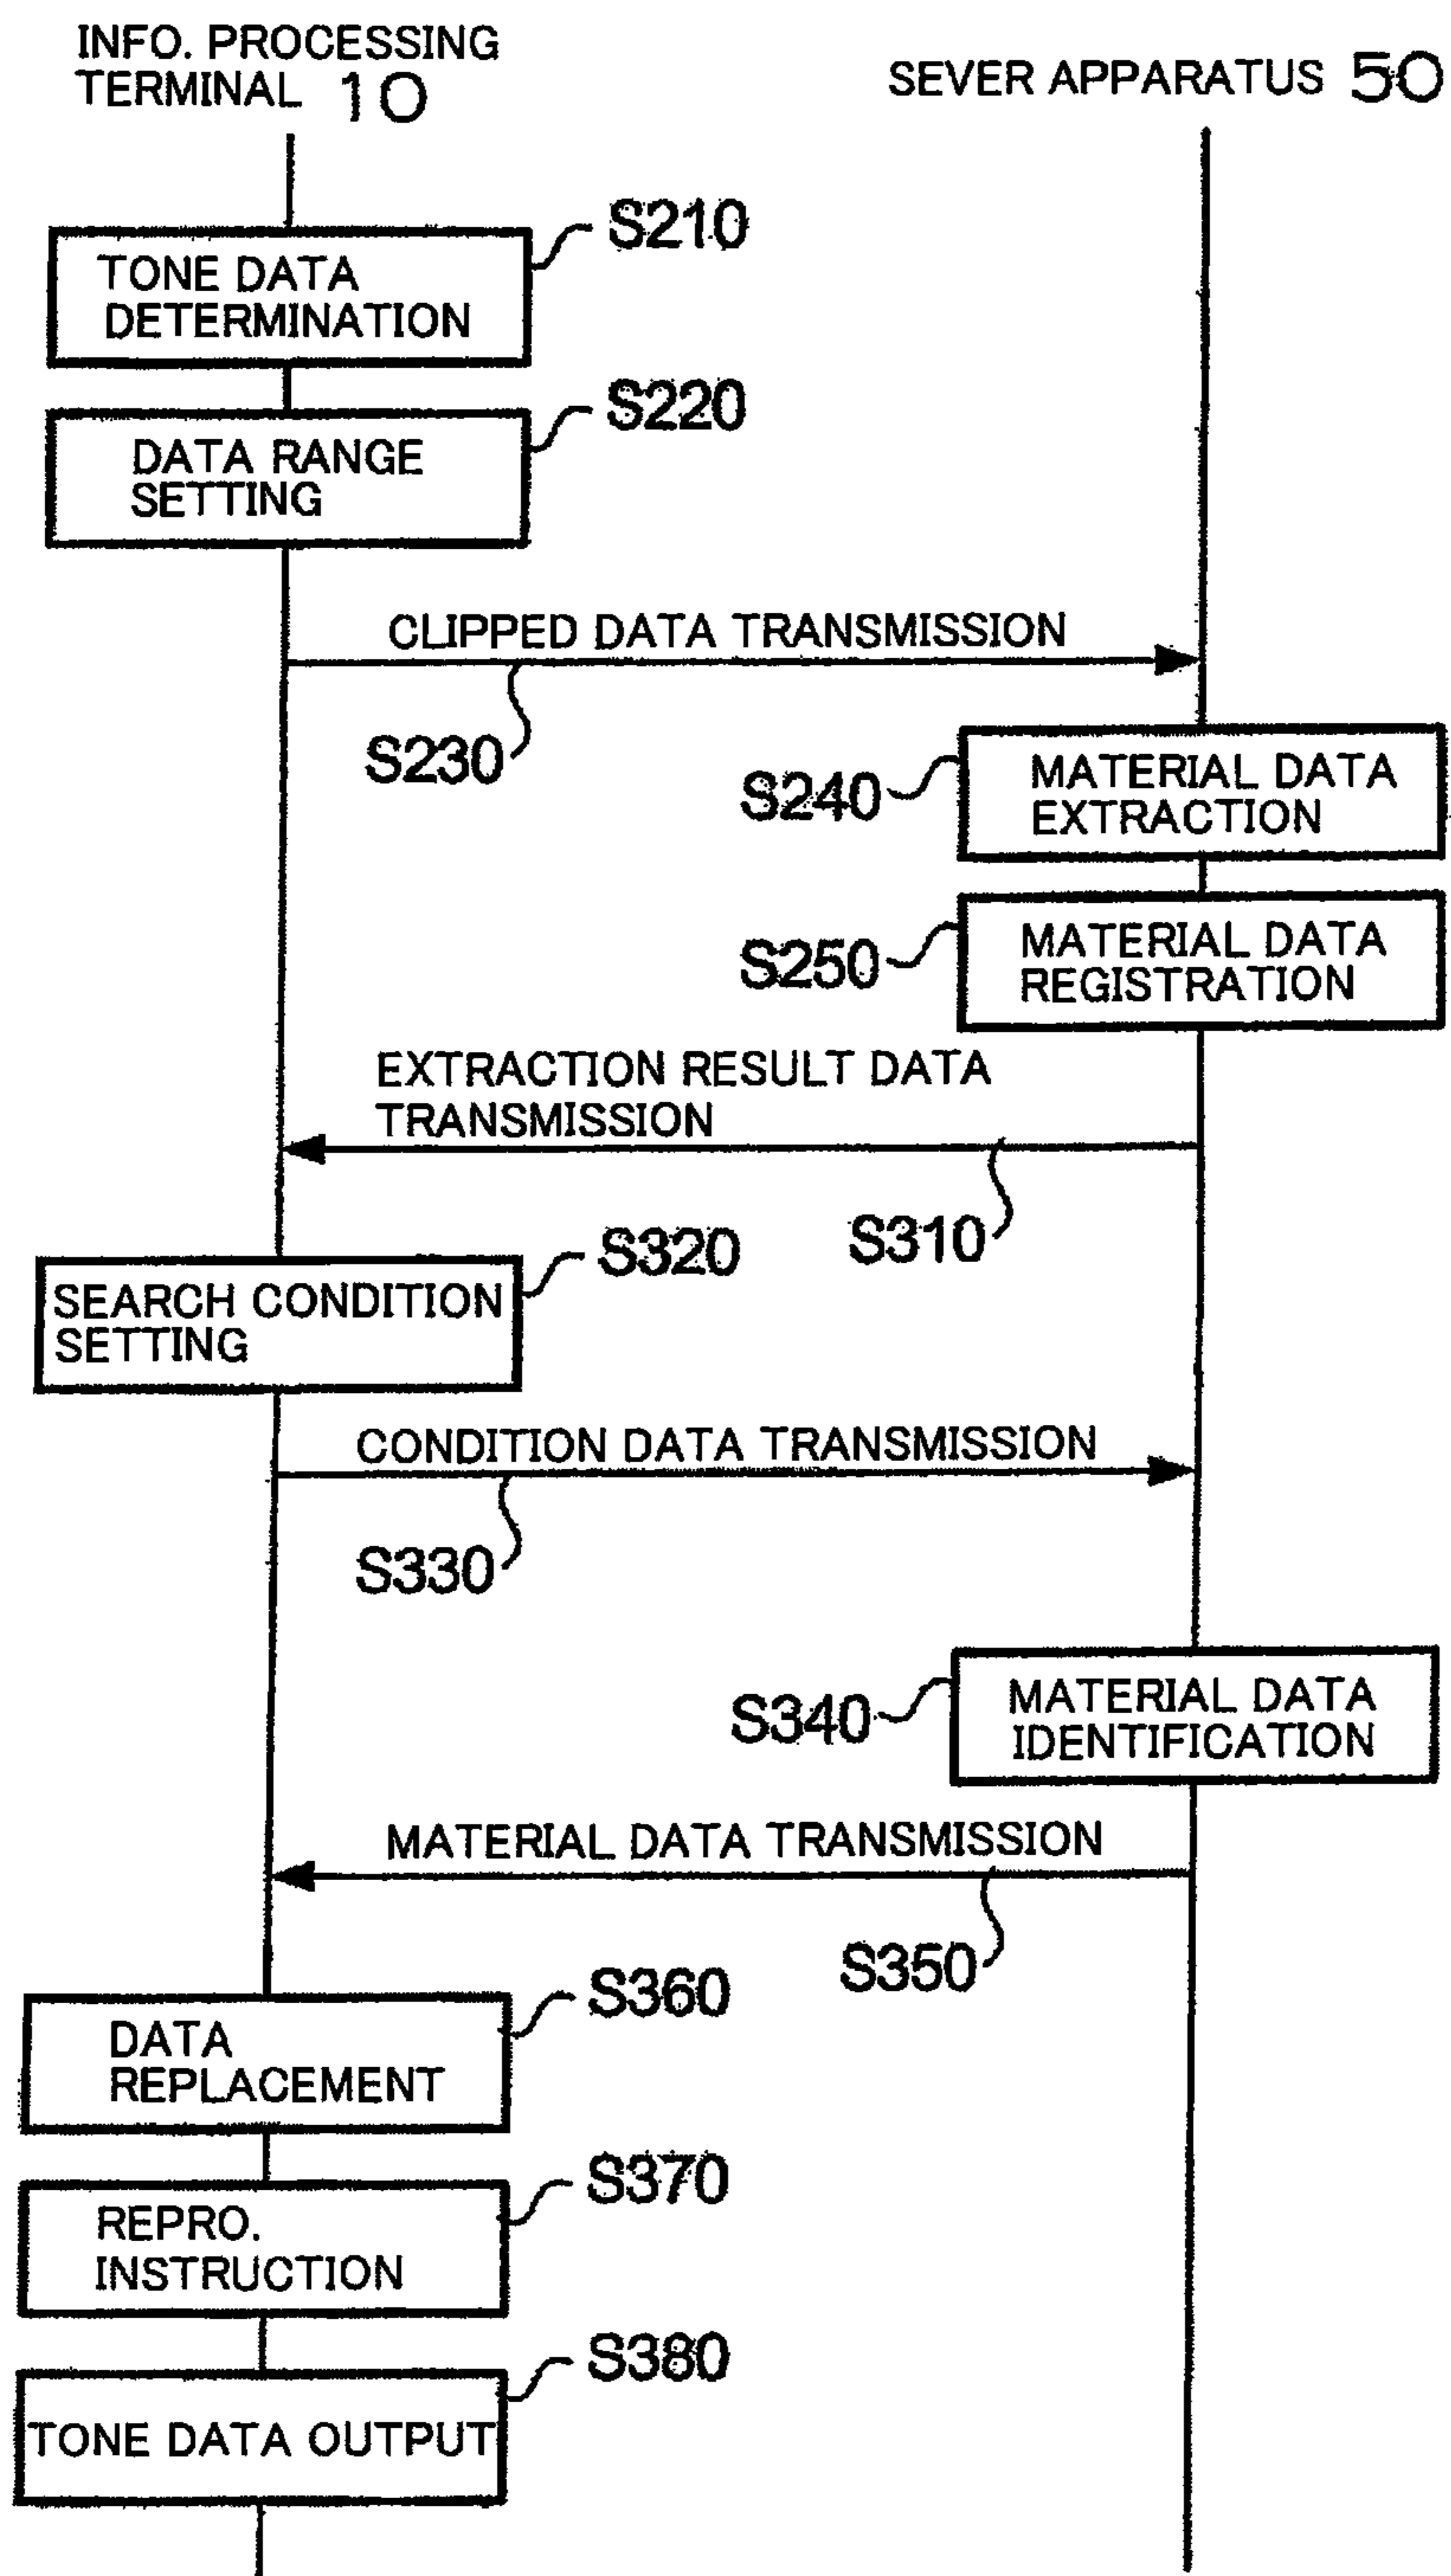 INFO. PROCESSING
TERMINAL 10
SEVER APPARATUS 50
S210
TONE DATA
DETERMINATION
S220
DATA RANGE
SETTING
CLIPPED DATA TRANSMISSION
S230
S240
MATERIAL DATA
EXTRACTION
S250
MATERIAL DATA
REGISTRATION
EXTRACTION RESULT DATA
TRANSMISSION
S310
S320
SEARCH CONDITION
SETTING
CONDITION DATA TRANSMISSION
S330
S340
MATERIAL DATA
IDENTIFICATION
MATERIAL DATA TRANSMISSION
S350
S360
DATA
REPLACEMENT
S370
REPRO.
INSTRUCTION
S380
TONE DATA OUTPUT